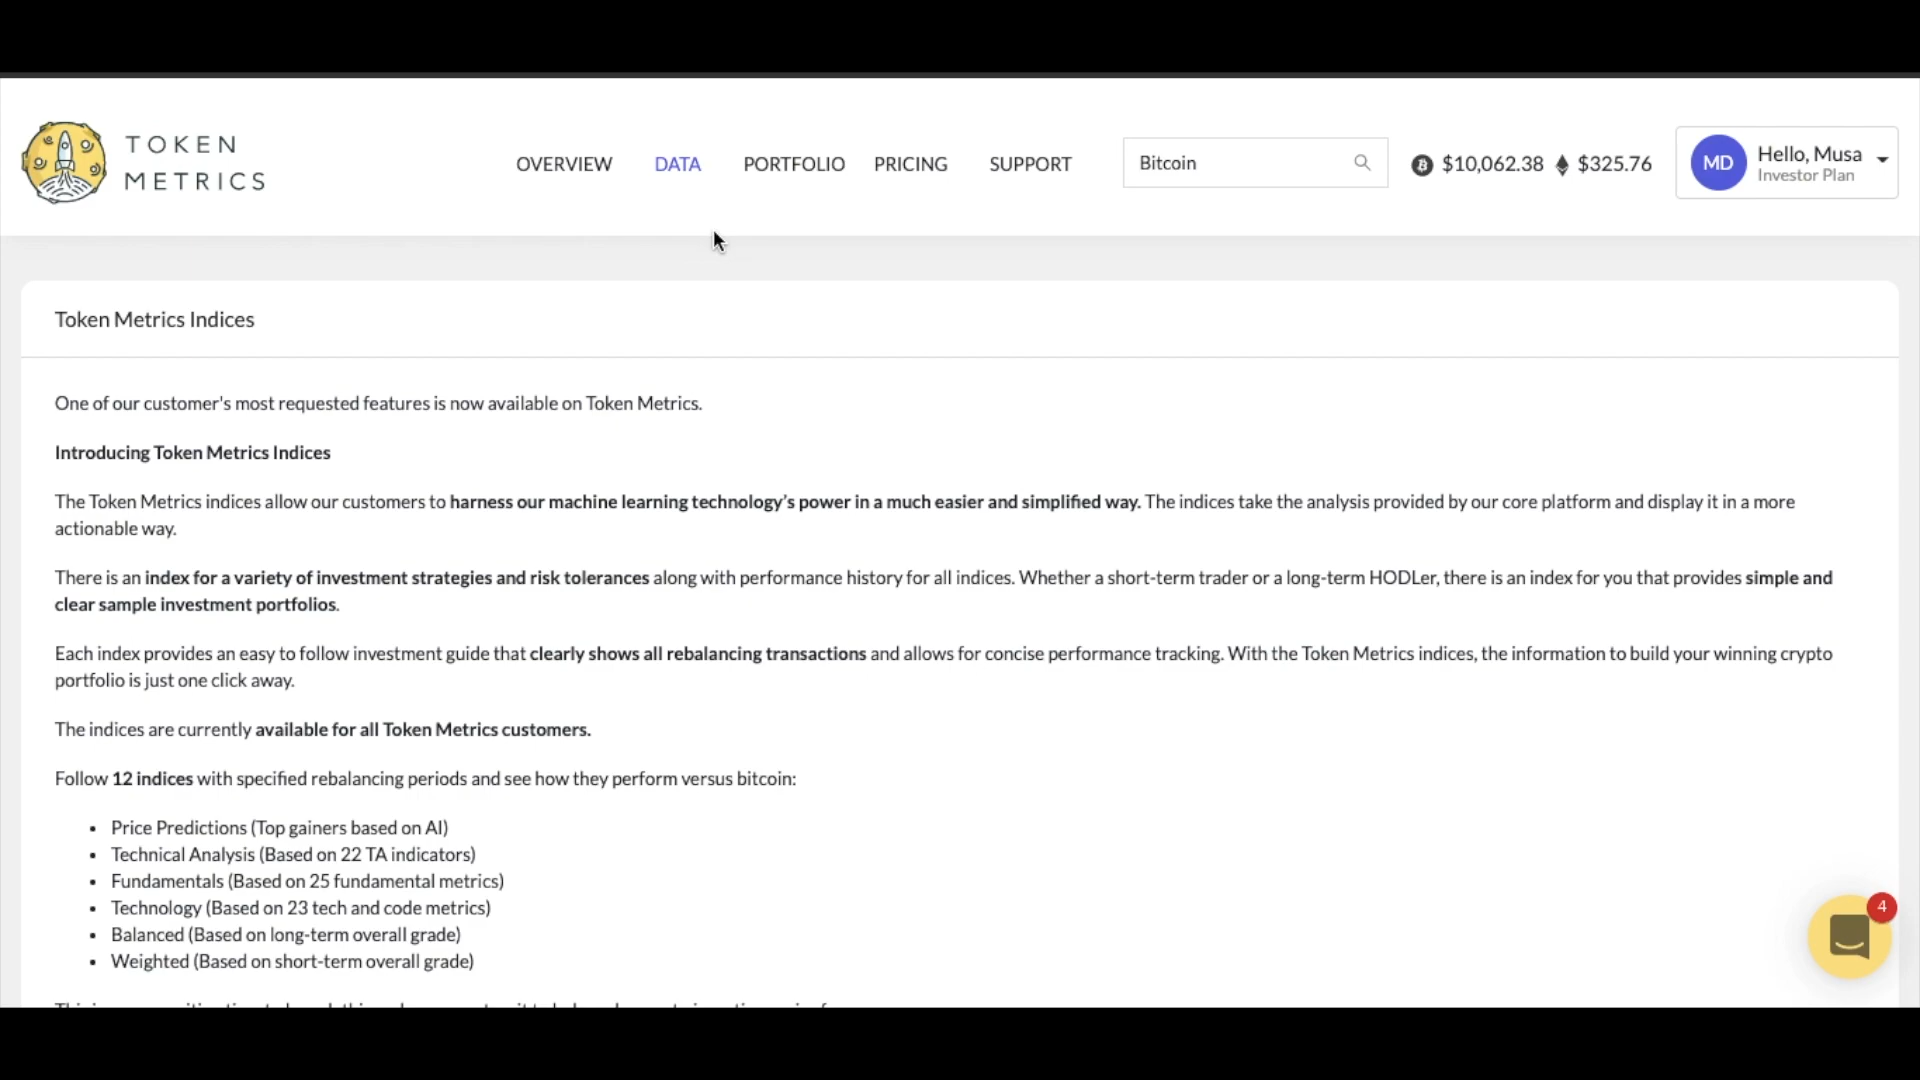 TOKEN
METRICS
OVERVIEW DATA PORTFOLIO PRICING SUPPORT Bitcoin $10,062.38 $325.76 MD Hello, Musa
Investor Plan
Token Metrics Indices
One of our customer's most requested features is now available on Token Metrics.
Introducing Token Metrics Indices
The Token Metrics indices allow our customers to harness our machine learning technology's power in a much easier and simplified way. The indices take the analysis provided by our core platform and display it in a more
actionable way.
There is an index for a variety of investment strategies and risk tolerances along with performance history for all indices. Whether a short-term trader or a long-term HODLer, there is an index for you that provides simple and
clear sample investment portfolios.
Each index provides an easy to follow investment guide that clearly shows all rebalancing transactions and allows for concise performance tracking. With the Token Metrics indices, the information to build your winning crypto
portfolio is just one click away.
The indices are currently available for all Token Metrics customers.
Follow 12 indices with specified rebalancing periods and see how they perform versus bitcoin:
• Price Predictions (Top gainers based on AI)
• Technical Analysis (Based on 22 TA indicators)
• Fundamentals (Based on 25 fundamental metrics)
• Technology (Based on 23 tech and code metrics)
• Balanced (Based on long-term overall grade)
• Weighted (Based on short-term overall grade)
4